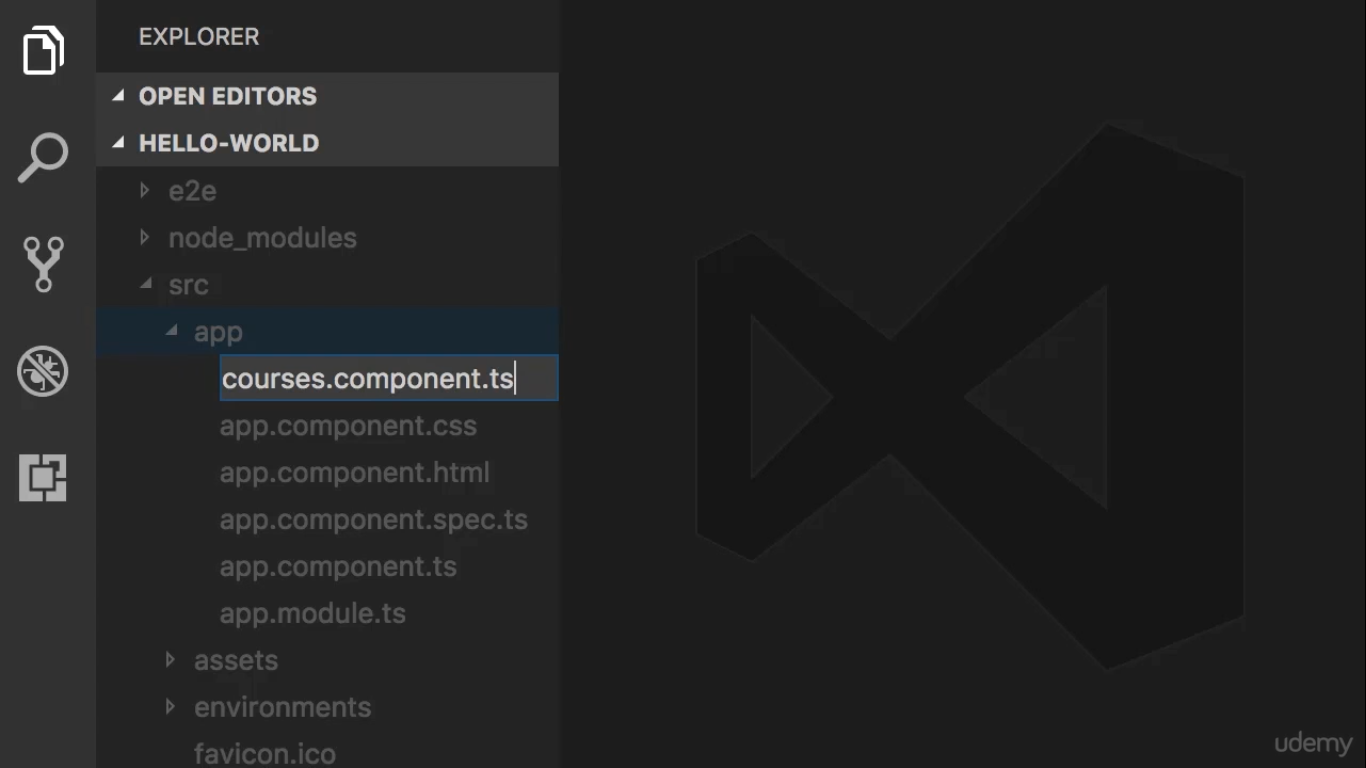 EXPLORER
OPEN EDITORS
HELLO-WORLD
e2e
node_modules
src
app
courses.component.ts
app.component.css
app.component.html
app.component.spec.ts
app.component.ts
app.module.ts
assets
environments
favicon.ico
udemy